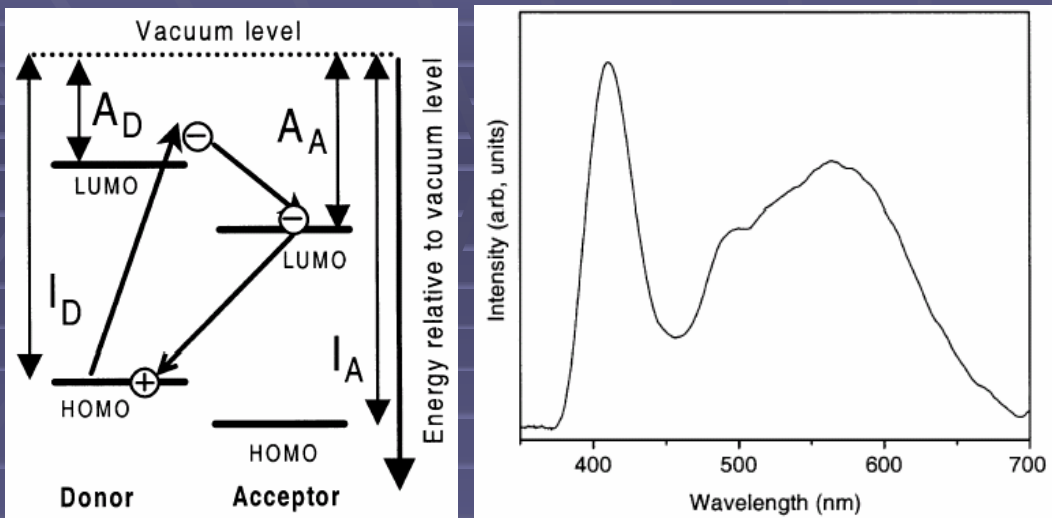 Vacuum level
A_D
A_A
LUMO
LUMO
I_D
I_A
HOMO
HOMO
Donor
Acceptor
Energy relative to vacuum level
−
−
+
Intensity (arb, units)
400
500
600
700
Wavelength (nm)